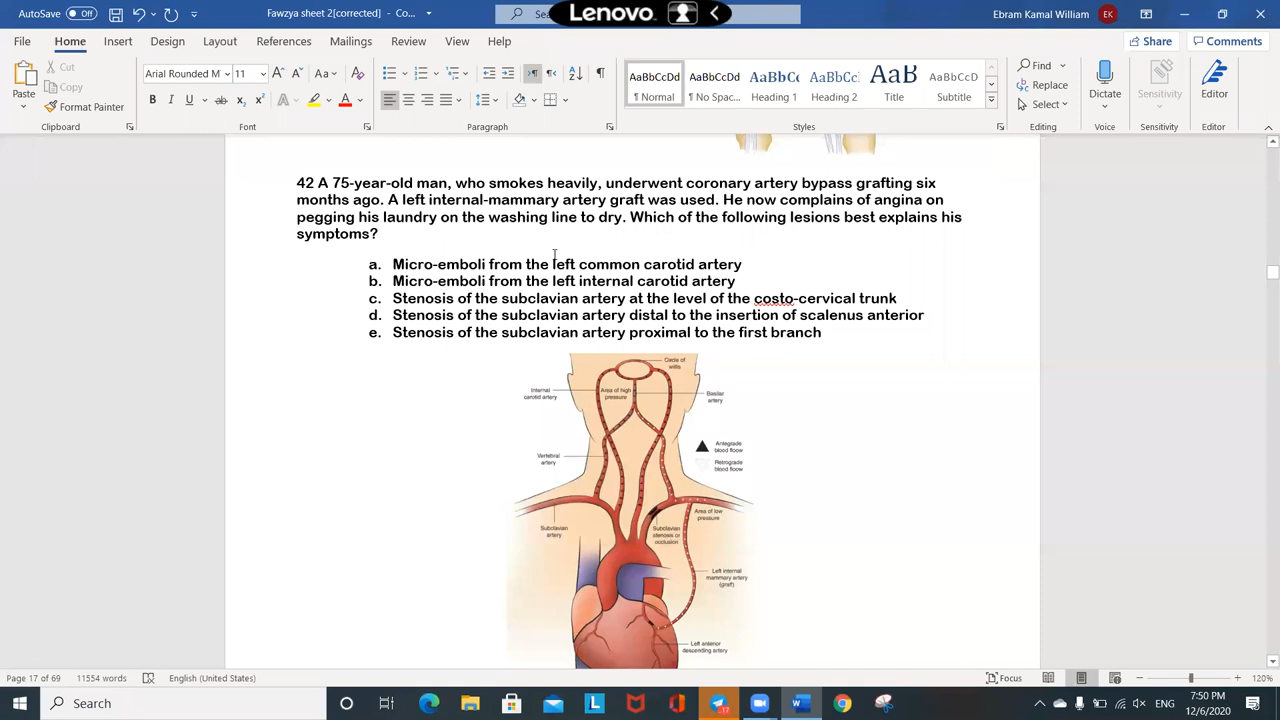 Lenovo
AutoSave Off
Fawzya sheet2
Sea
Esram Kamal William
EK
File Home Insert Design Layout References Mailings Review View Help
Share Comments
Paste
Cut
Copy
Format Painter
Clipboard
Arial Rounded M 11
Font
Paragraph
AaBbCcDd ¶ Normal
AaBbCcDd ¶ No Spac...
AaBbCc Heading 1
AaBbCc Heading 2
AaB Title
AaBbCcD Subtitle
Styles
Find
Replace
Select
Editing
Dictate
Voice
Sensitivity
Sensitivity
Editor
Editor
42 A 75-year-old man, who smokes heavily, underwent coronary artery bypass grafting six
months ago. A left internal-mammary artery graft was used. He now complains of angina on
pegging his laundry on the washing line to dry. Which of the following lesions best explains his
symptoms?
a. Micro-emboli from the left common carotid artery
b. Micro-emboli from the left internal carotid artery
c. Stenosis of the subclavian artery at the level of the costo-cervical trunk
d. Stenosis of the subclavian artery distal to the insertion of scalenus anterior
e. Stenosis of the subclavian artery proximal to the first branch
Circle of
willis
Internal
carotid artery
Area of high
pressure
Basilar
artery
Antegrade
blood floow
Retrograde
blood floow
Vertebral
artery
Area of low
pressure
Subclavian
artery
Subclavian
stenosis or
occlusion
Left internal
mammary artery
(graft)
Left anterior
descending artery
Page 17 of 69 11554 words English (United States) Focus 120%
Search
17
7:50 PM
12/6/2020